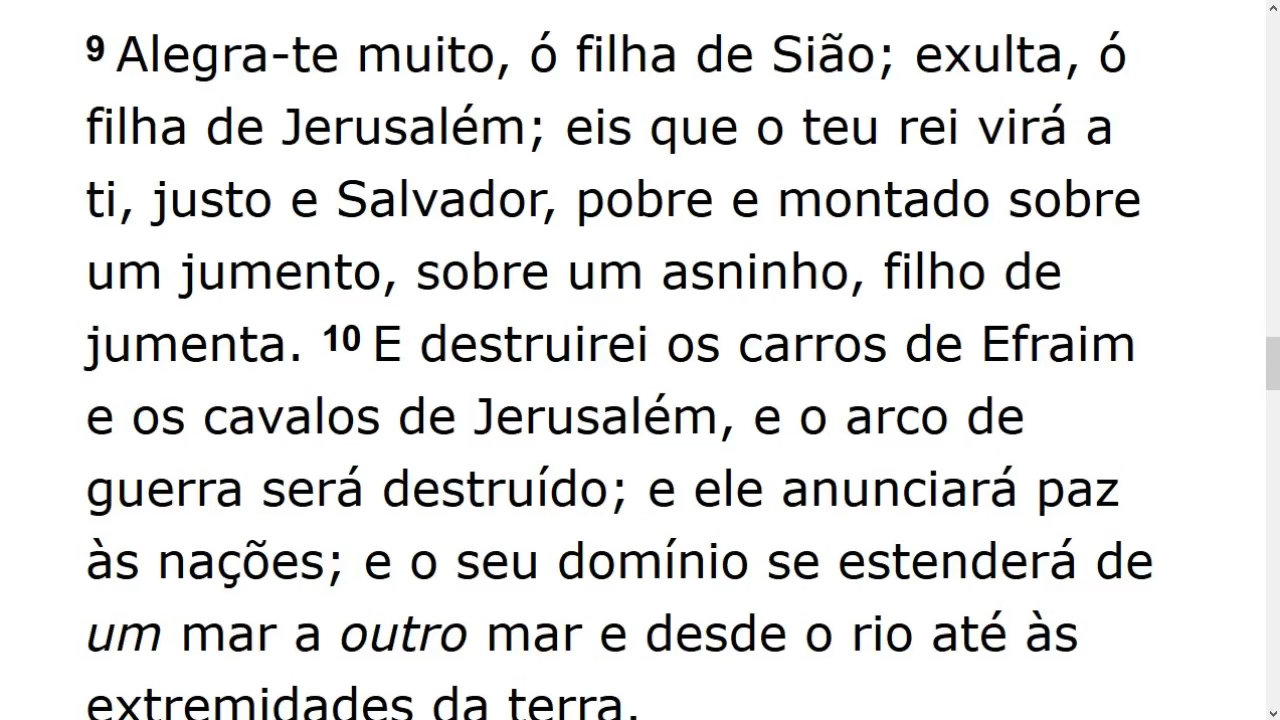 9 Alegra-te muito, ó filha de Sião; exulta, ó
filha de Jerusalém; eis que o teu rei virá a
ti, justo e Salvador, pobre e montado sobre
um jumento, sobre um asninho, filho de
jumenta. 10 E destruirei os carros de Efraim
e os cavalos de Jerusalém, e o arco de
guerra será destruído; e ele anunciará paz
às nações; e o seu domínio se estenderá de
um mar a outro mar e desde o rio até às
extremidades da terra.